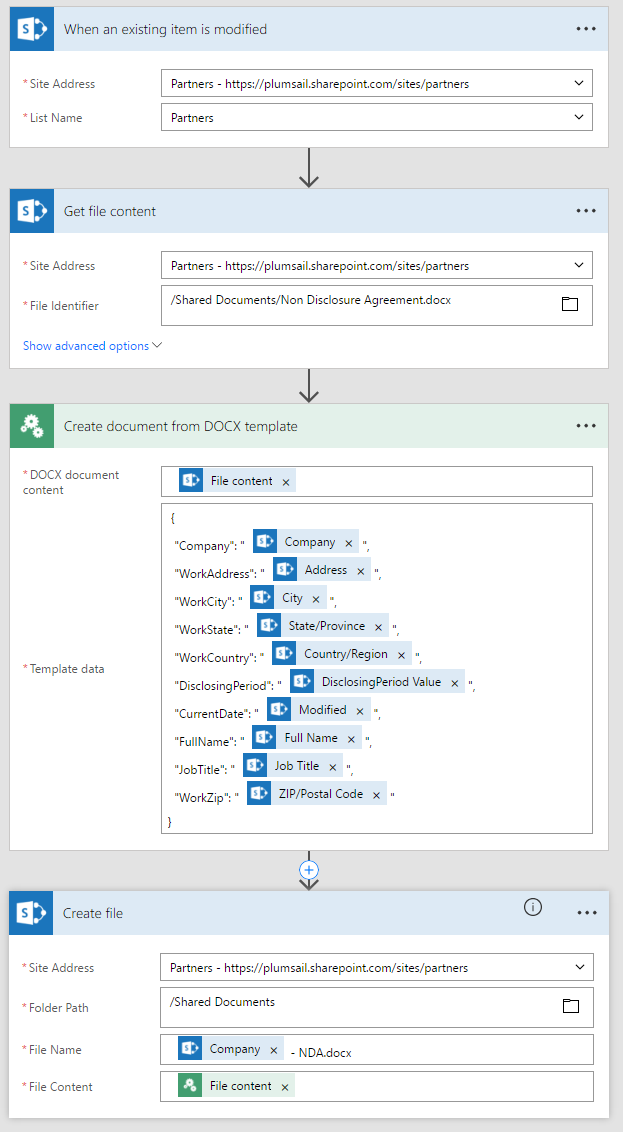 When an existing item is modified
* Site Address Partners - https://plumsail.sharepoint.com/sites/partners
* List Name Partners
Get file content
* Site Address Partners - https://plumsail.sharepoint.com/sites/partners
* File Identifier /Shared Documents/Non Disclosure Agreement.docx
Show advanced options
Create document from DOCX template
* DOCX document
content
File content ×
* Template data
{
"Company": " Company × ",
"WorkAddress": " Address × ",
"WorkCity": " City × ",
"WorkState": " State/Province × ",
"WorkCountry": " Country/Region × ",
"DisclosingPeriod": " DisclosingPeriod Value × ",
"CurrentDate": " Modified × ",
"FullName": " Full Name × ",
"JobTitle": " Job Title × ",
"WorkZip": " ZIP/Postal Code × "
}
Create file
* Site Address Partners - https://plumsail.sharepoint.com/sites/partners
* Folder Path /Shared Documents
* File Name Company × - NDA.docx
* File Content File content ×